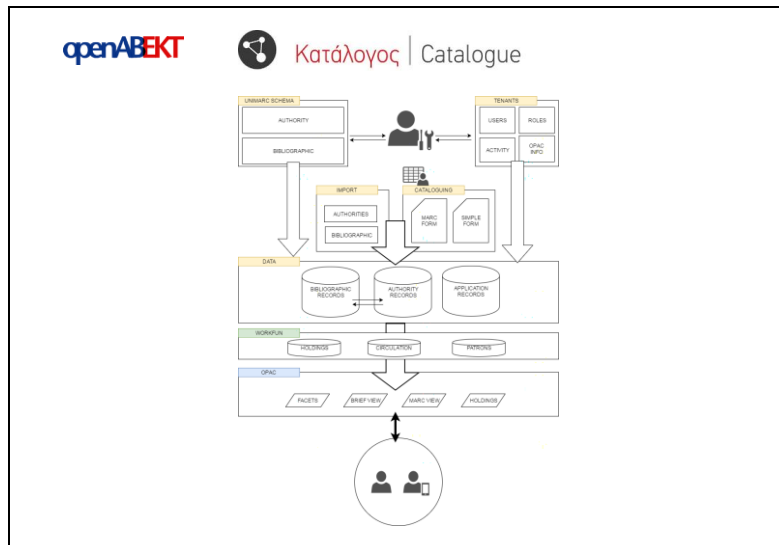 openABEKT
Κατάλογος | Catalogue
UNIMARC SCHEMA
AUTHORITY
BIBLIOGRAPHIC
TENANTS
USERS
ROLES
ACTIVITY
OPAC
INFO
IMPORT
AUTHORITIES
BIBLIOGRAPHIC
CATALOGUING
MARC
FORM
SIMPLE
FORM
DATA
BIBLIOGRAPHIC
RECORDS
AUTHORITY
RECORDS
APPLICATION
RECORDS
WORKFUN
HOLDINGS
CIRCULATION
PATRONS
OPAC
FACETS
BRIEF VIEW
MARC VIEW
HOLDINGS